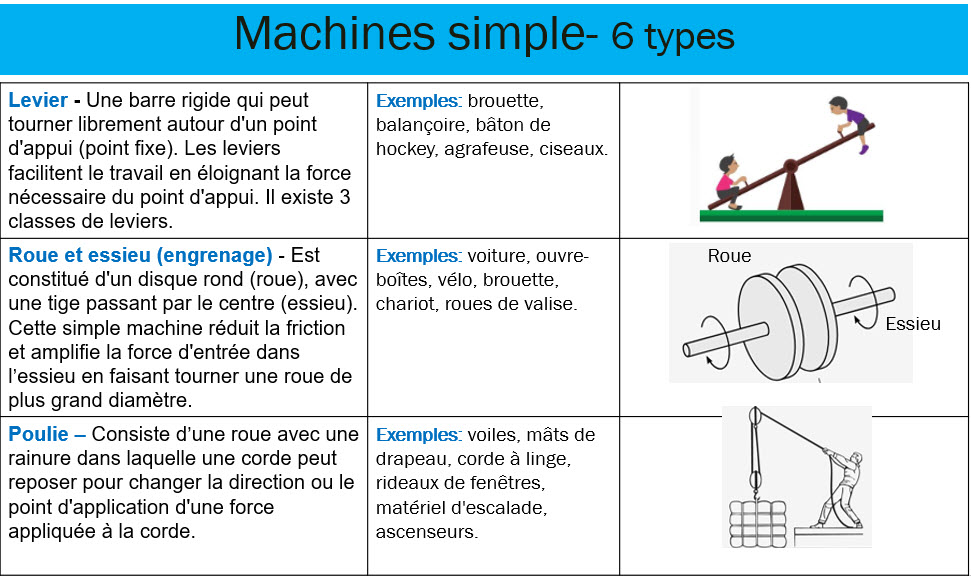 Machines simple- 6 types
Levier - Une barre rigide qui peut
tourner librement autour d'un point
d'appui (point fixe). Les leviers
facilitent le travail en éloignant la force
nécessaire du point d'appui. Il existe 3
classes de leviers.
Exemples: brouette,
balançoire, bâton de
hockey, agrafeuse, ciseaux.
Roue et essieu (engrenage) - Est
constitué d'un disque rond (roue), avec
une tige passant par le centre (essieu).
Cette simple machine réduit la friction
et amplifie la force d'entrée dans
l’essieu en faisant tourner une roue de
plus grand diamètre.
Exemples: voiture, ouvre-
boîtes, vélo, brouette,
chariot, roues de valise.
Roue
Essieu
Poulie – Consiste d’une roue avec une
rainure dans laquelle une corde peut
reposer pour changer la direction ou le
point d'application d'une force
appliquée à la corde.
Exemples: voiles, mâts de
drapeau, corde à linge,
rideaux de fenêtres,
matériel d'escalade,
ascenseurs.